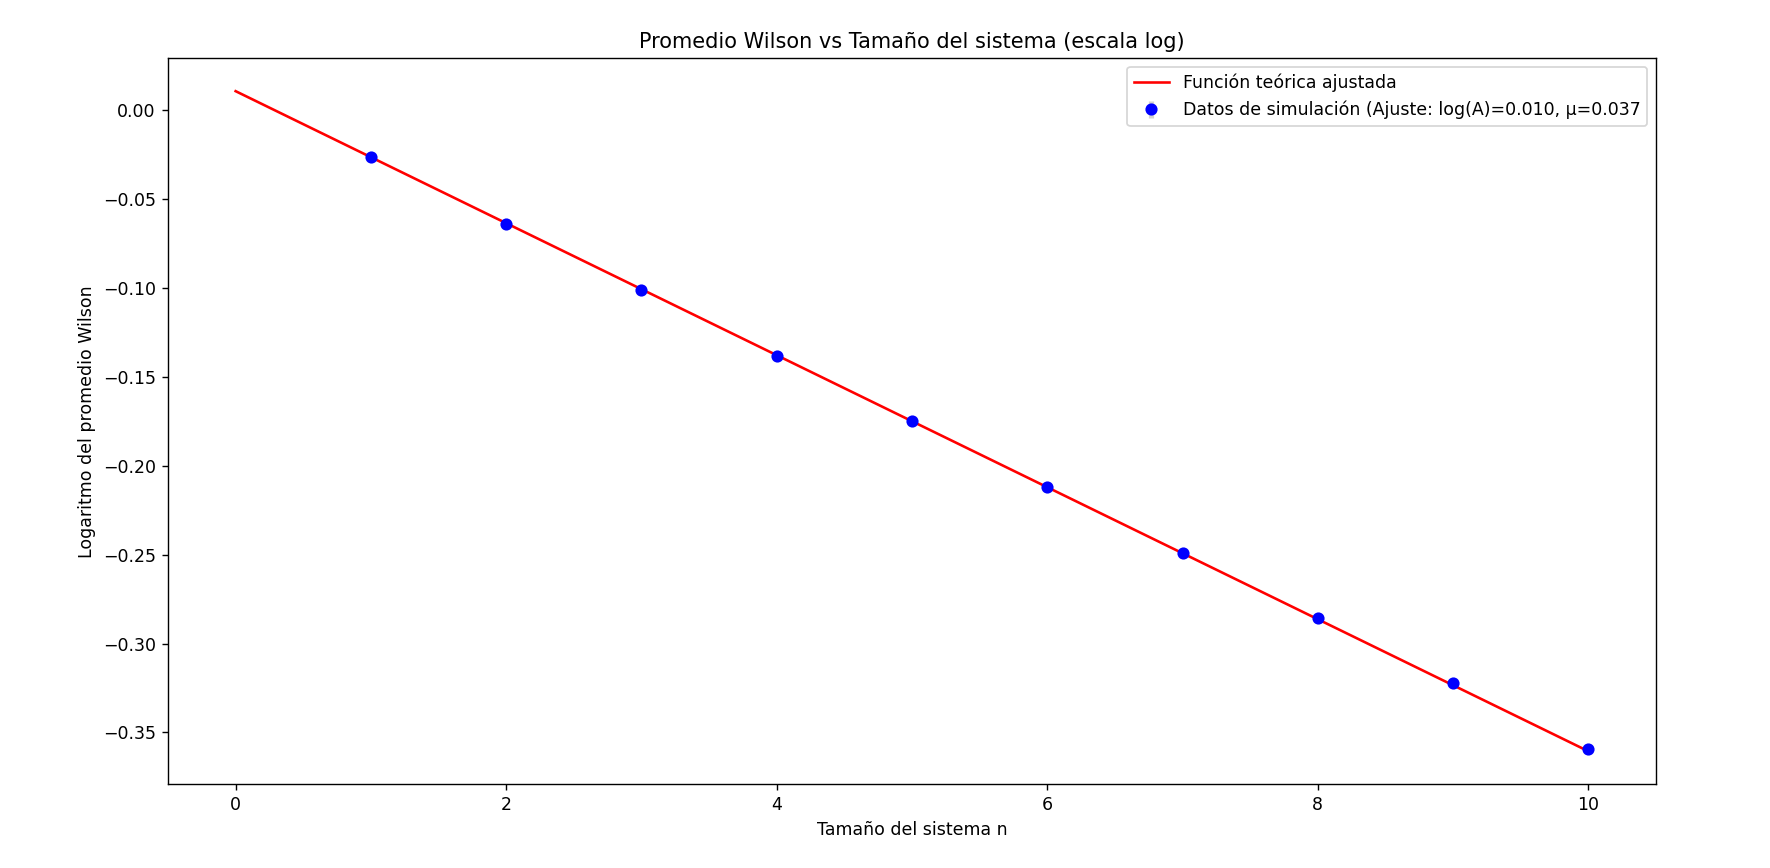 Promedio Wilson vs Tamaño del sistema (escala log)
Función teórica ajustada
Datos de simulación (Ajuste: log(A)=0.010, μ=0.037
Logaritmo del promedio Wilson
0.00
−0.05
−0.10
−0.15
−0.20
−0.25
−0.30
−0.35
0 2 4 6 8 10
Tamaño del sistema n